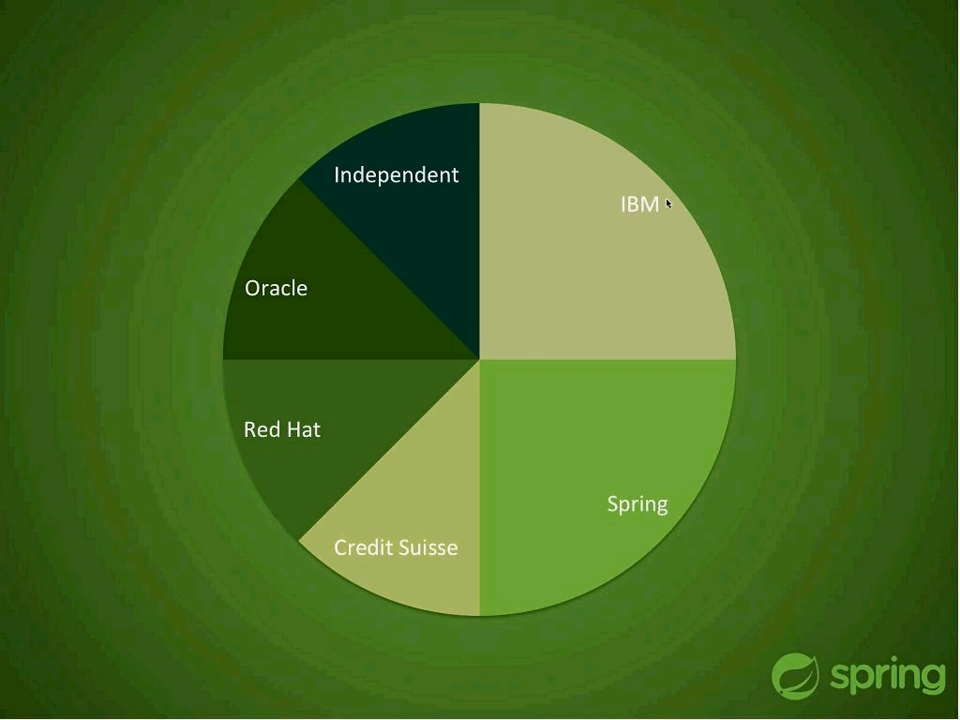 Independent
IBM
Oracle
Red Hat
Spring
Credit Suisse
spring